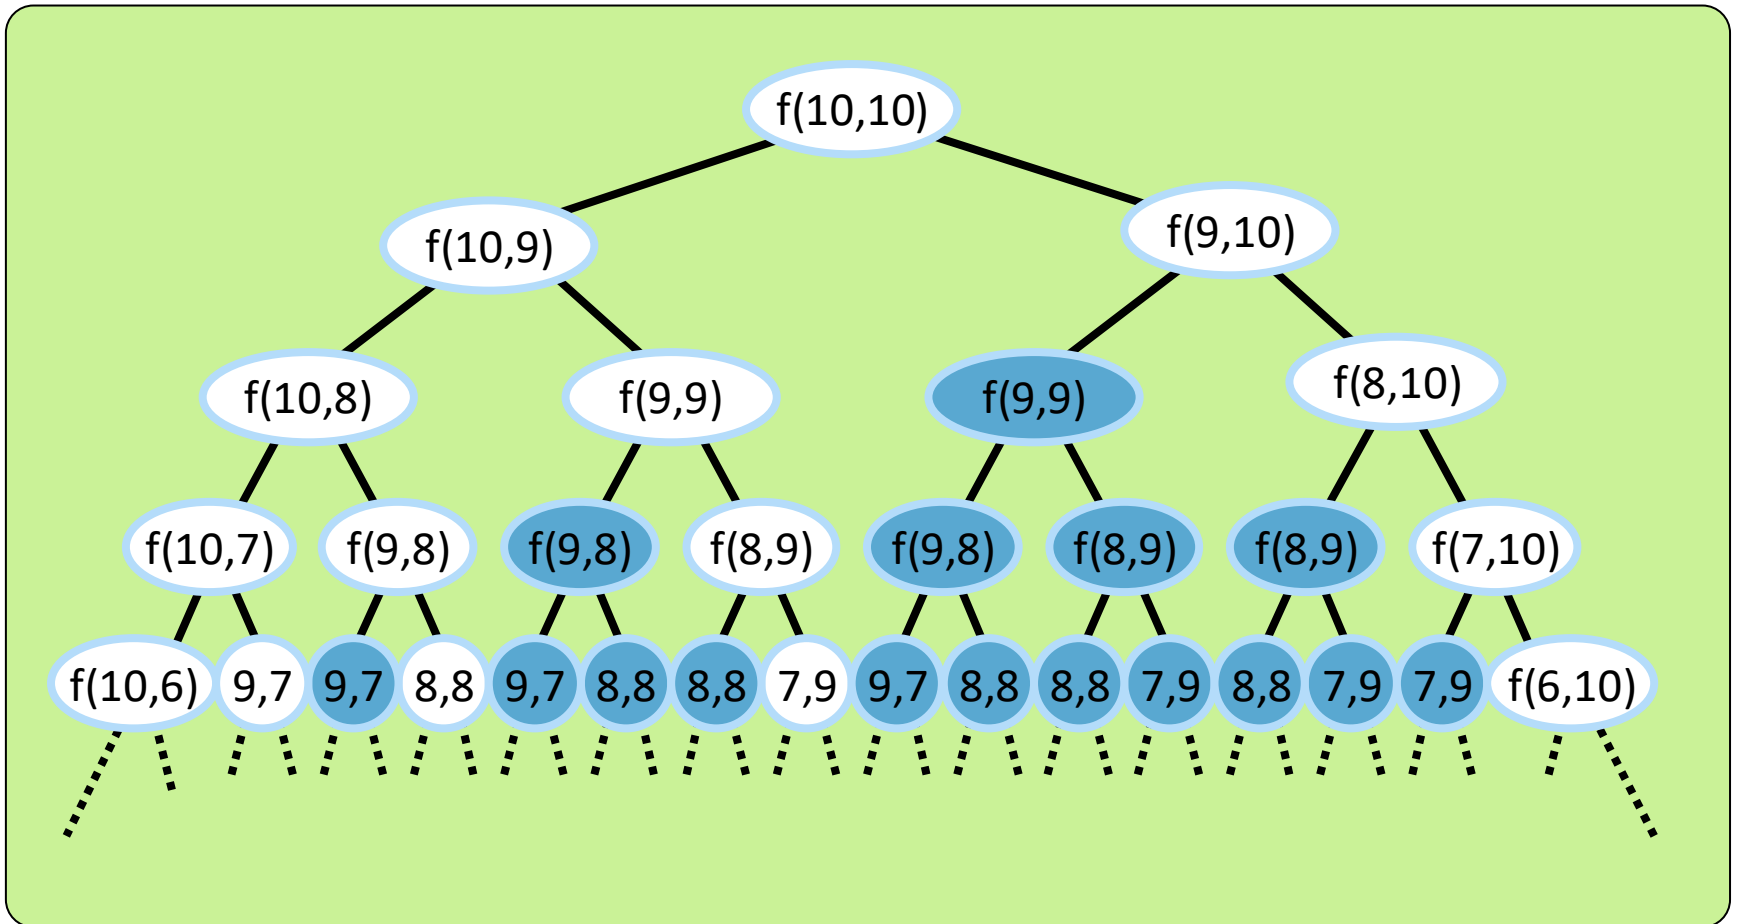 f(10,10)
f(10,9) f(9,10)
f(10,8) f(9,9) f(9,9) f(8,10)
f(10,7) f(9,8) f(9,8) f(8,9) f(9,8) f(8,9) f(8,9) f(7,10)
f(10,6) 9,7 9,7 8,8 9,7 8,8 8,8 7,9 9,7 8,8 8,8 7,9 8,8 7,9 7,9 f(6,10)